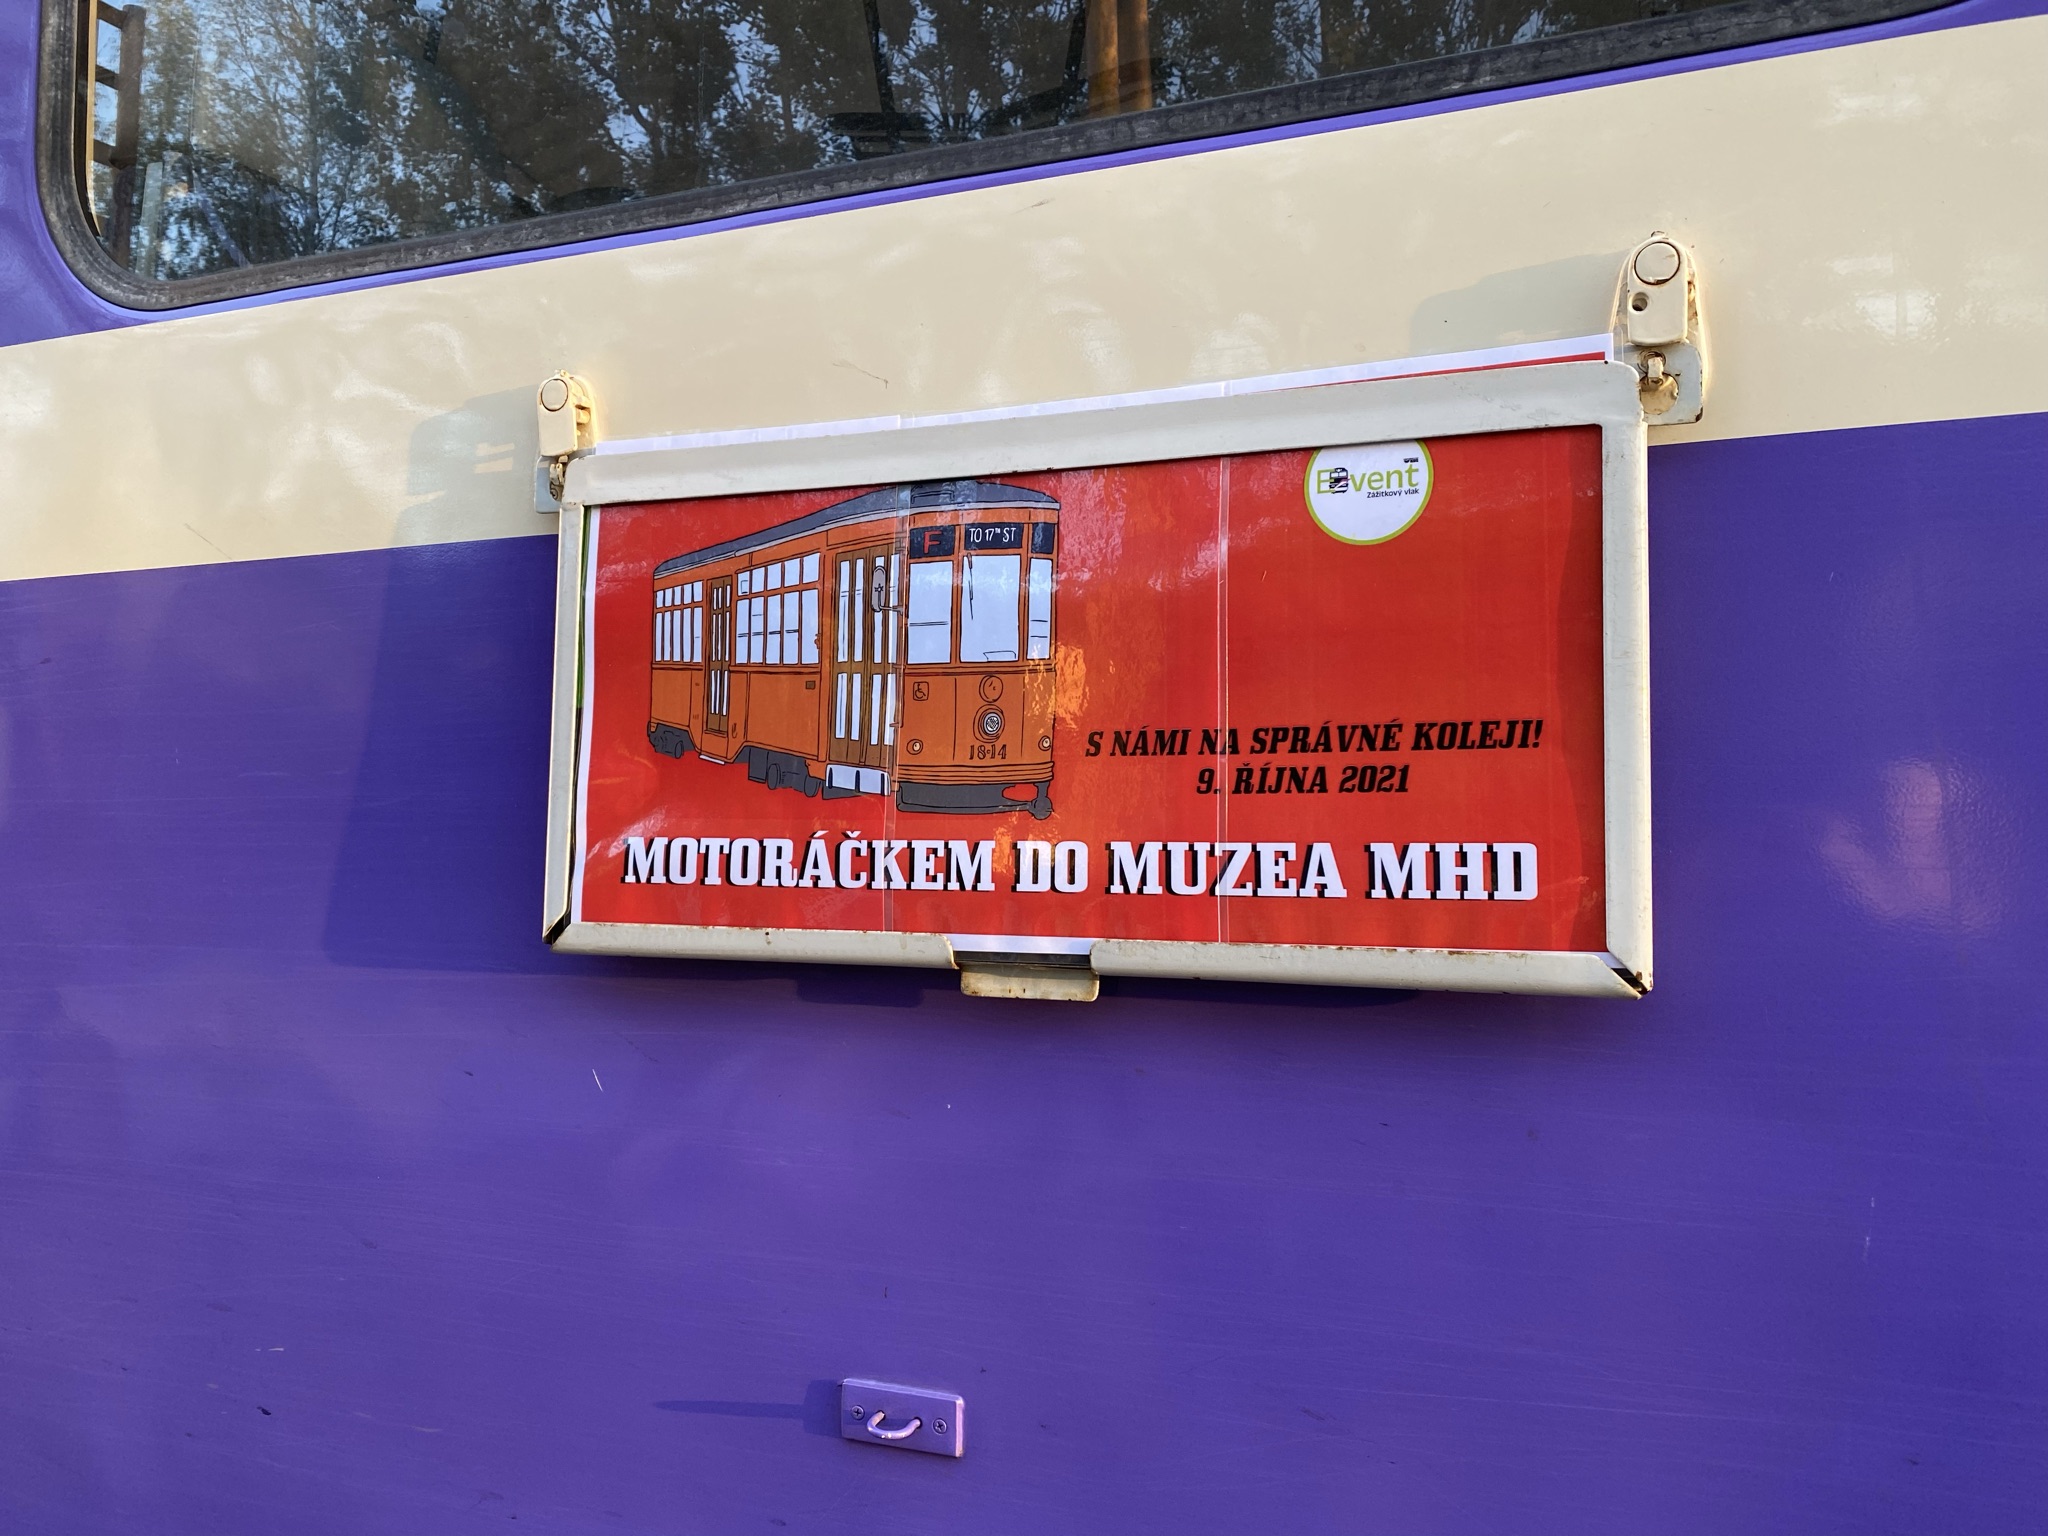 Event
Zážitkový vlak
F TO 17TH ST
1814
S NÁMI NA SPRÁVNÉ KOLEJI!
9. ŘÍJNA 2021
MOTORÁČKEM DO MUZEA MHD